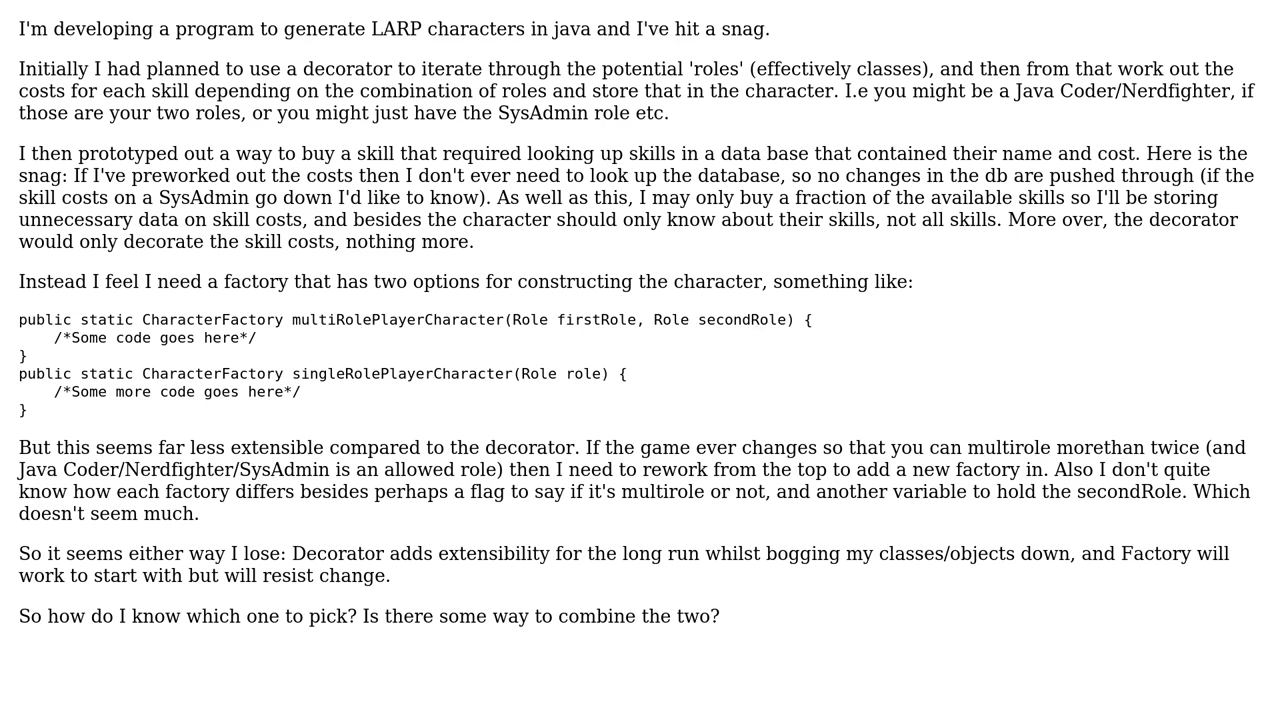 I'm developing a program to generate LARP characters in java and I've hit a snag.
Initially I had planned to use a decorator to iterate through the potential 'roles' (effectively classes), and then from that work out the
costs for each skill depending on the combination of roles and store that in the character. I.e you might be a Java Coder/Nerdfighter, if
those are your two roles, or you might just have the SysAdmin role etc.
I then prototyped out a way to buy a skill that required looking up skills in a data base that contained their name and cost. Here is the
snag: If I've preworked out the costs then I don't ever need to look up the database, so no changes in the db are pushed through (if the
skill costs on a SysAdmin go down I'd like to know). As well as this, I may only buy a fraction of the available skills so I'll be storing
unnecessary data on skill costs, and besides the character should only know about their skills, not all skills. More over, the decorator
would only decorate the skill costs, nothing more.
Instead I feel I need a factory that has two options for constructing the character, something like:
public static CharacterFactory multiRolePlayerCharacter(Role firstRole, Role secondRole) {
    /*Some code goes here*/
}
public static CharacterFactory singleRolePlayerCharacter(Role role) {
    /*Some more code goes here*/
}
But this seems far less extensible compared to the decorator. If the game ever changes so that you can multirole morethan twice (and
Java Coder/Nerdfighter/SysAdmin is an allowed role) then I need to rework from the top to add a new factory in. Also I don't quite
know how each factory differs besides perhaps a flag to say if it's multirole or not, and another variable to hold the secondRole. Which
doesn't seem much.
So it seems either way I lose: Decorator adds extensibility for the long run whilst bogging my classes/objects down, and Factory will
work to start with but will resist change.
So how do I know which one to pick? Is there some way to combine the two?